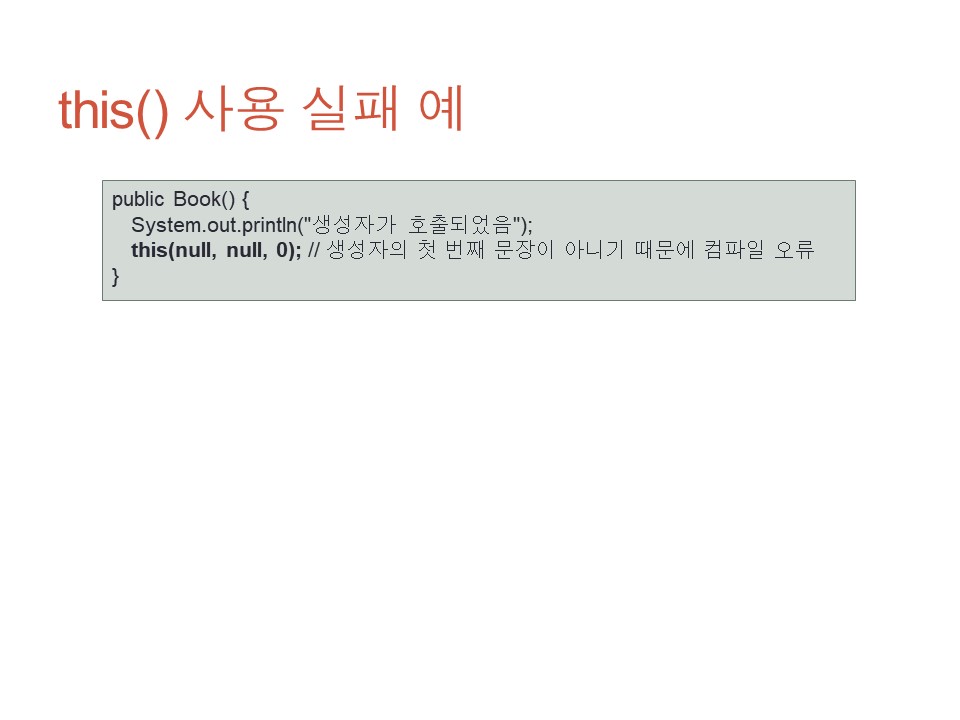 this() 사용 실패 예
public Book() {
System.out.println("생성자가 호출되었음");
this(null, null, 0); // 생성자의 첫 번째 문장이 아니기 때문에 컴파일 오류
}